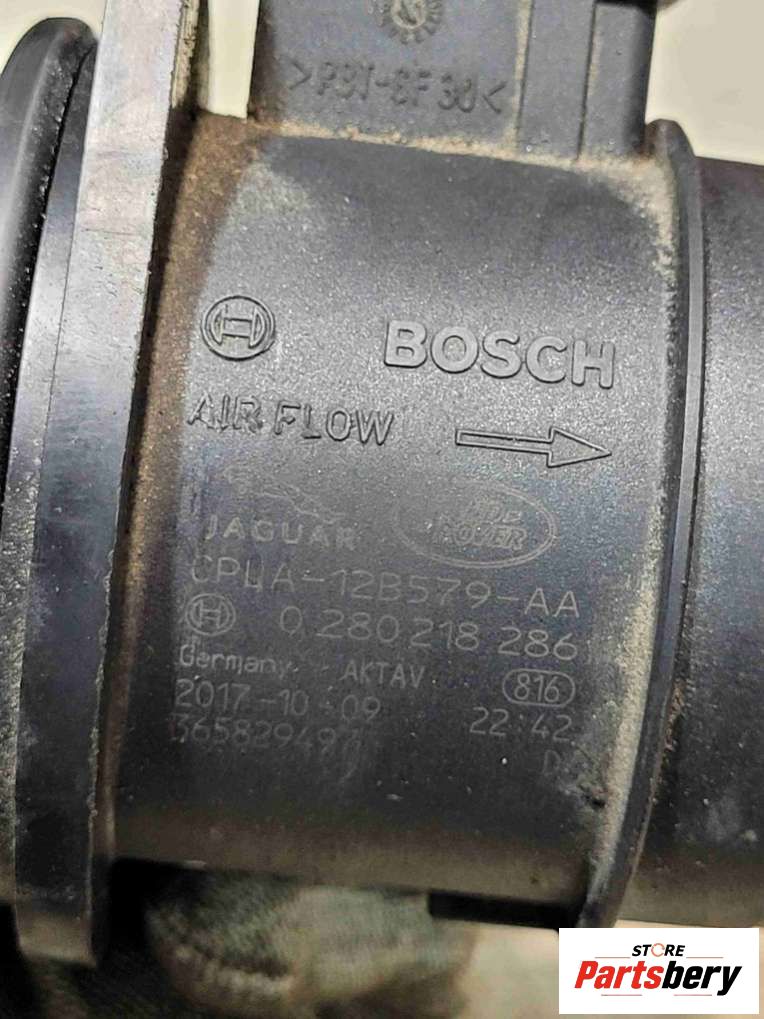 >PBT-GF30<
BOSCH
AIR FLOW
JAGUAR
ROVER
CPLA-12B579-AA
0 280 218 286
Germany AKTAV 816
2017-10-09 22:42
STORE
Partsbery